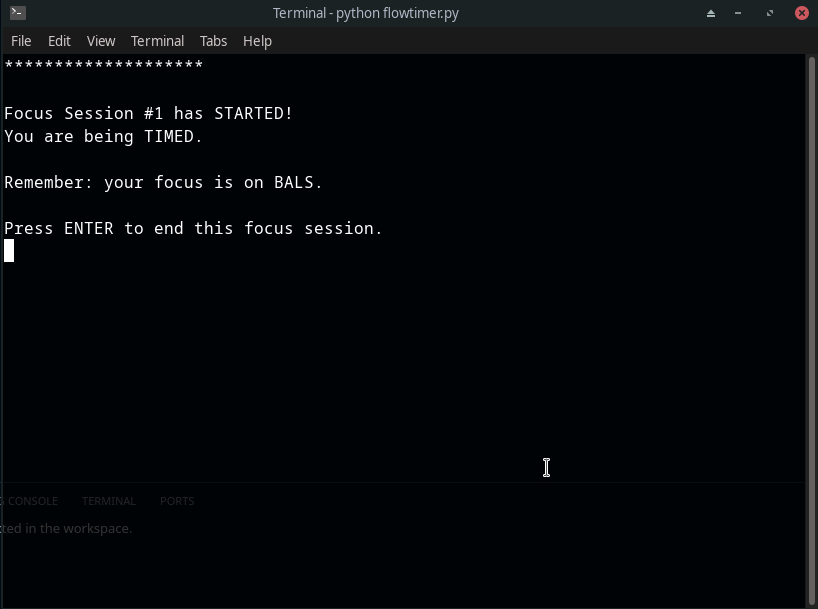 Terminal - python flowtimer.py
File Edit View Terminal Tabs Help
********************
Focus Session #1 has STARTED!
You are being TIMED.
Remember: your focus is on BALS.
Press ENTER to end this focus session.
CONSOLE TERMINAL PORTS
ted in the workspace.